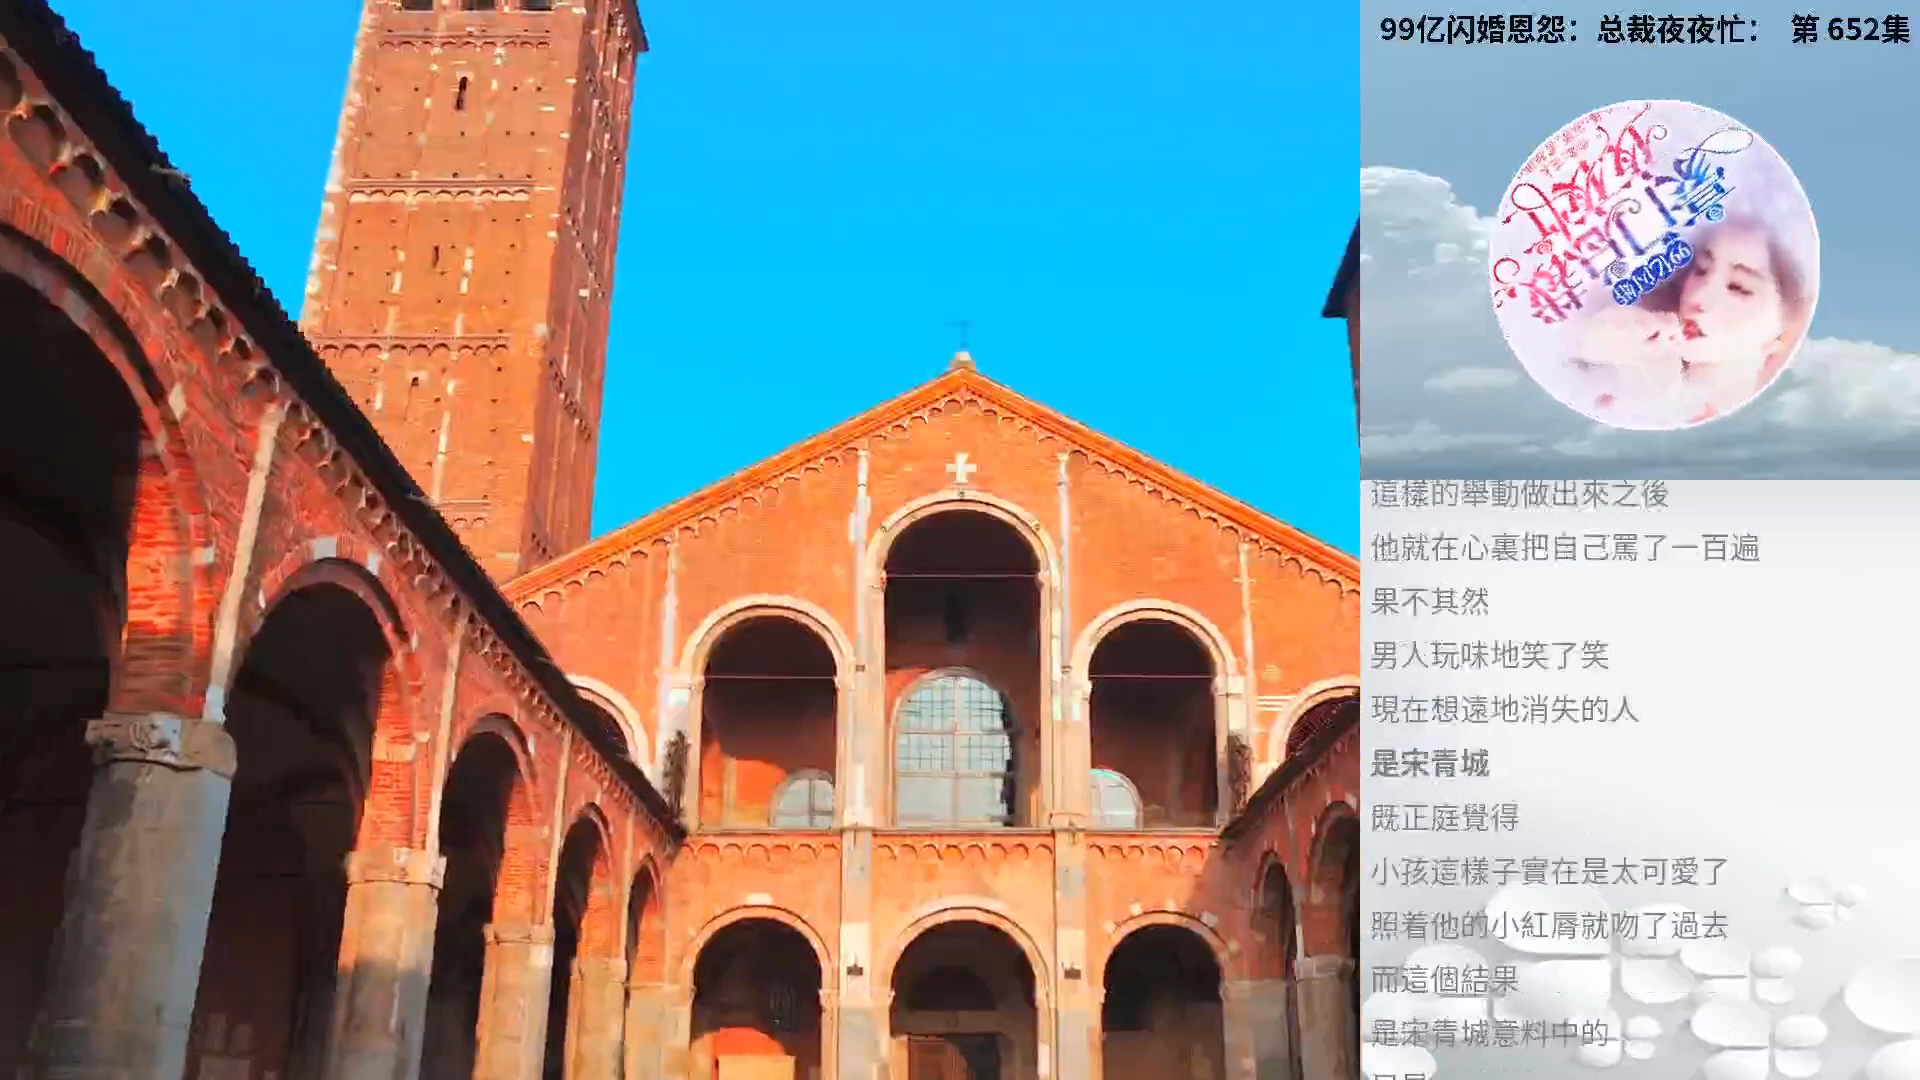 99亿闪婚恩怨：总裁夜夜忙： 第 652集
這樣的舉動做出來之後
他就在心裏把自己罵了一百遍
果不其然
男人玩味地笑了笑
現在想遠地消失的人
是宋青城
既正庭覺得
小孩這樣子實在是太可愛了
照着他的小紅脣就吻了過去
而這個結果
是宋青城意料中的